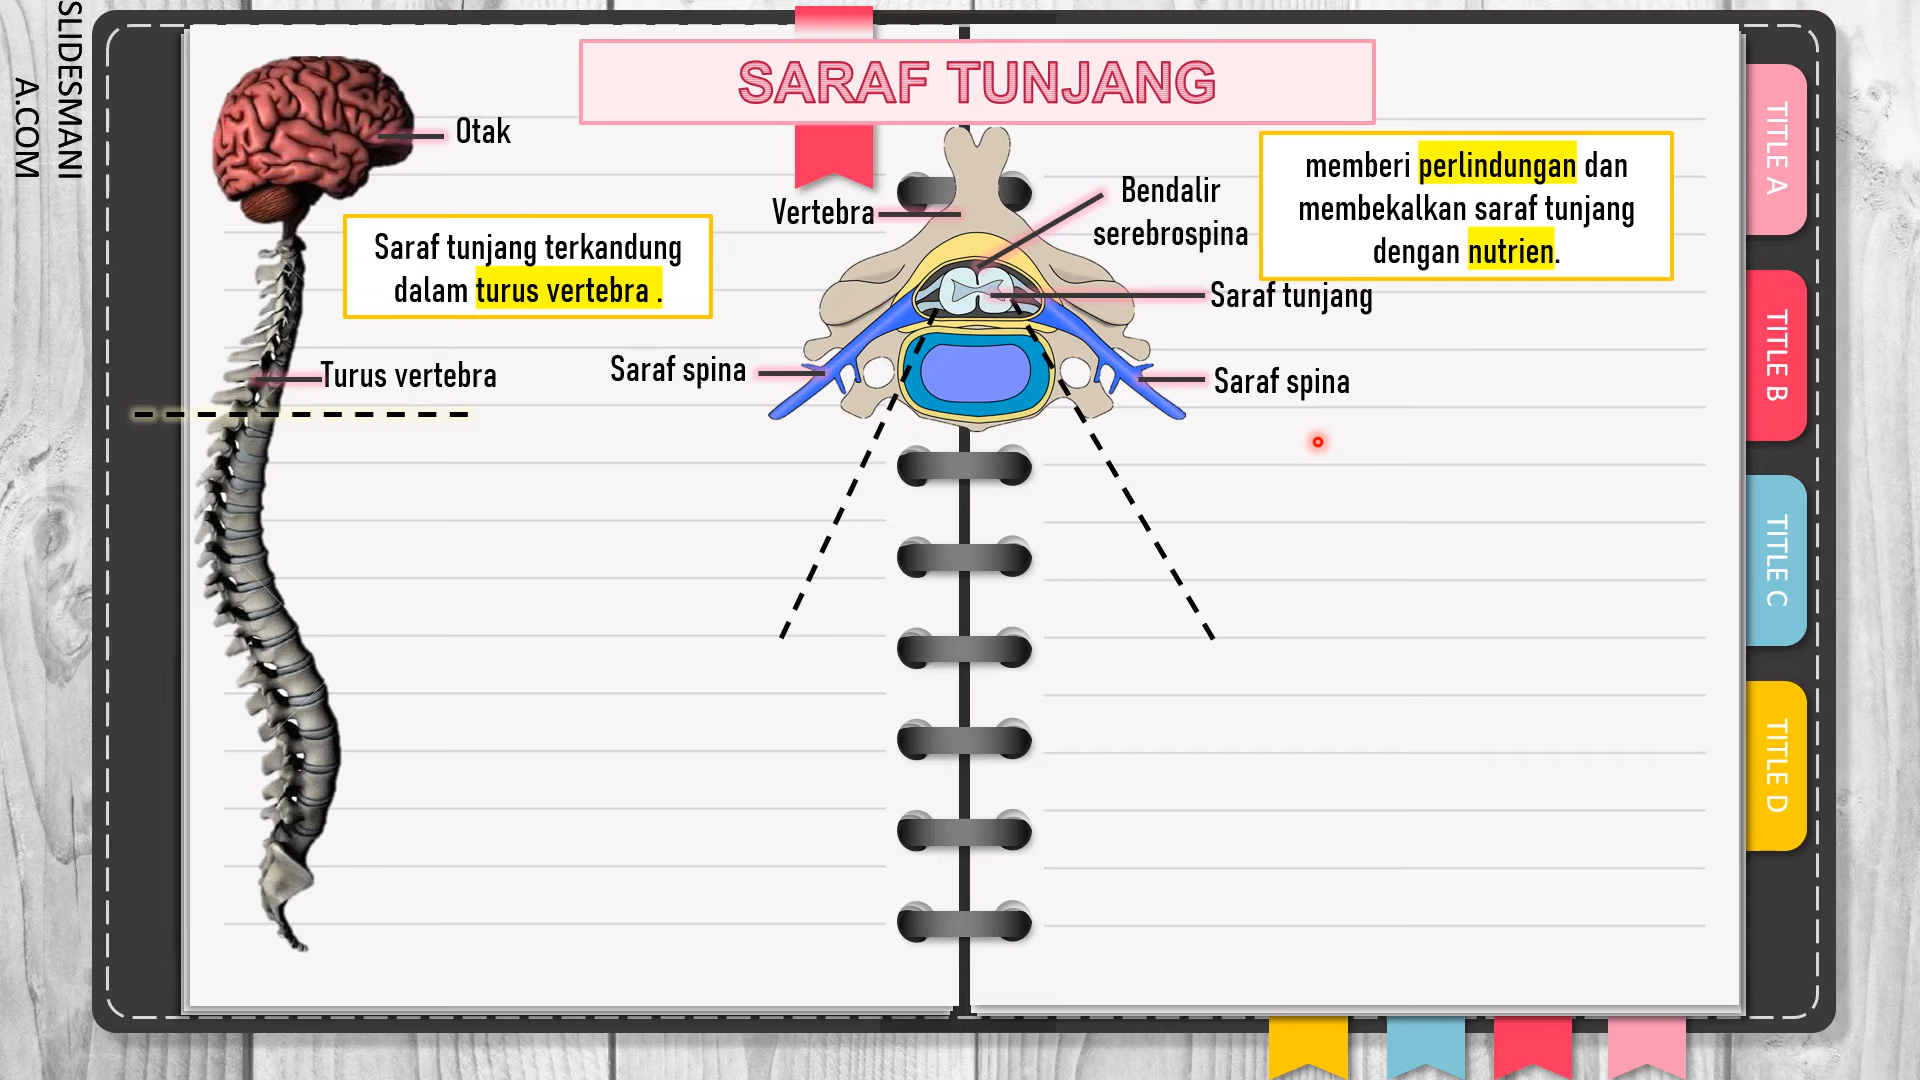 SLIDESMANI
A.COM
SARAF TUNJANG
Otak
Saraf tunjang terkandung
dalam turus vertebra .
Turus vertebra
Vertebra
Bendalir
serebrospina
memberi perlindungan dan
membekalkan saraf tunjang
dengan nutrien.
Saraf tunjang
Saraf spina
Saraf spina
TITLE A
TITLE B
TITLE C
TITLE D